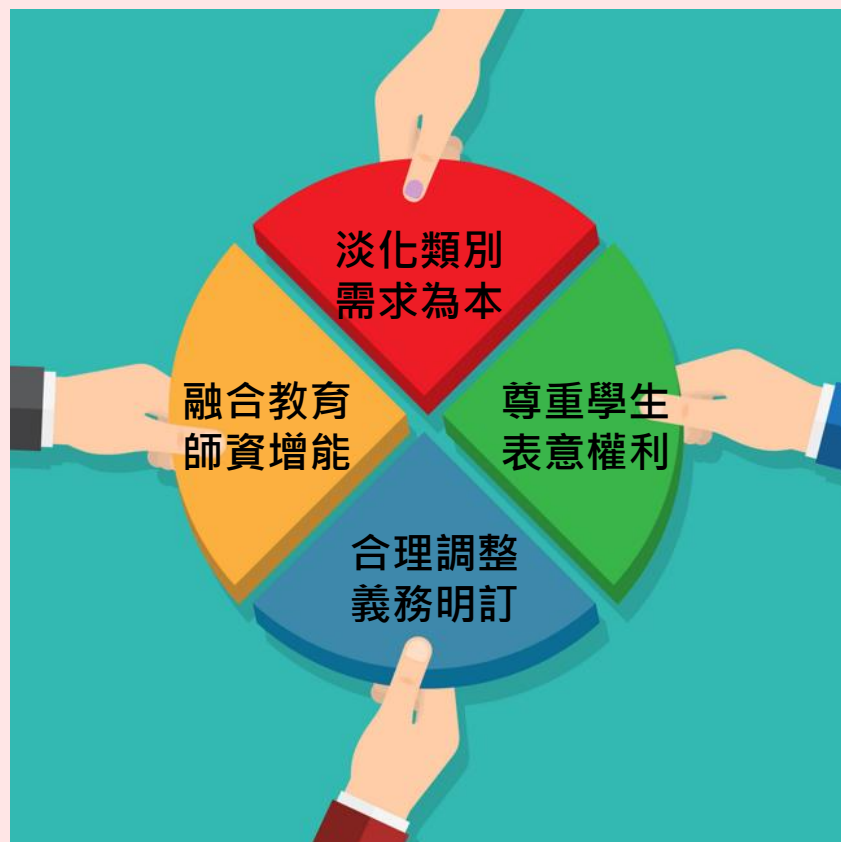 淡化類別
需求為本
融合教育
師資增能
尊重學生
表意權利
合理調整
義務明訂